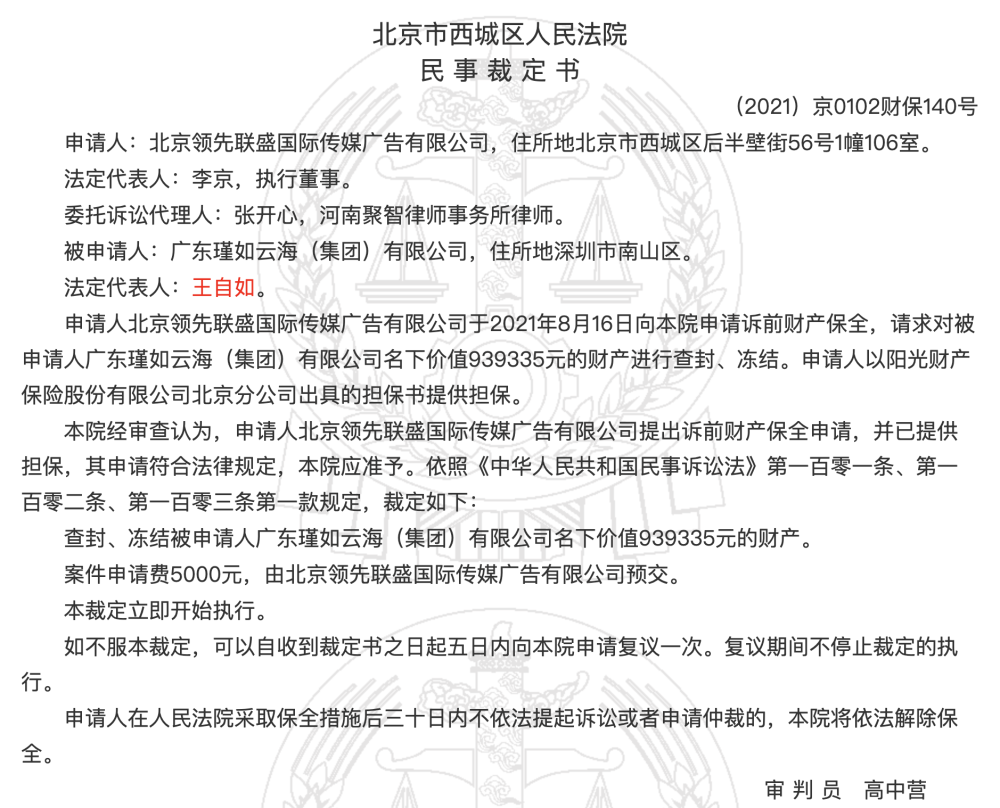 北京市西城区人民法院
民事裁定书
（2021）京0102财保140号
申请人：北京领先联盛国际传媒广告有限公司，住所地北京市西城区后半壁街56号1幢106室。
法定代表人：李京，执行董事。
委托诉讼代理人：张开心，河南聚智律师事务所律师。
被申请人：广东瑾如云海（集团）有限公司，住所地深圳市南山区。
法定代表人：王自如。
申请人北京领先联盛国际传媒广告有限公司于2021年8月16日向本院申请诉前财产保全，请求对被
申请人广东瑾如云海（集团）有限公司名下价值939335元的财产进行查封、冻结。申请人以阳光财产
保险股份有限公司北京分公司出具的担保书提供担保。
本院经审查认为，申请人北京领先联盛国际传媒广告有限公司提出诉前财产保全申请，并已提供
担保，其申请符合法律规定，本院应准予。依照《中华人民共和国民事诉讼法》第一百零一条、第一
百零二条、第一百零三条第一款规定，裁定如下：
查封、冻结被申请人广东瑾如云海（集团）有限公司名下价值939335元的财产。
案件申请费5000元，由北京领先联盛国际传媒广告有限公司预交。
本裁定立即开始执行。
如不服本裁定，可以自收到裁定书之日起五日内向本院申请复议一次。复议期间不停止裁定的执
行。
申请人在人民法院采取保全措施后三十日内不依法提起诉讼或者申请仲裁的，本院将依法解除保
全。
审判员 高中营